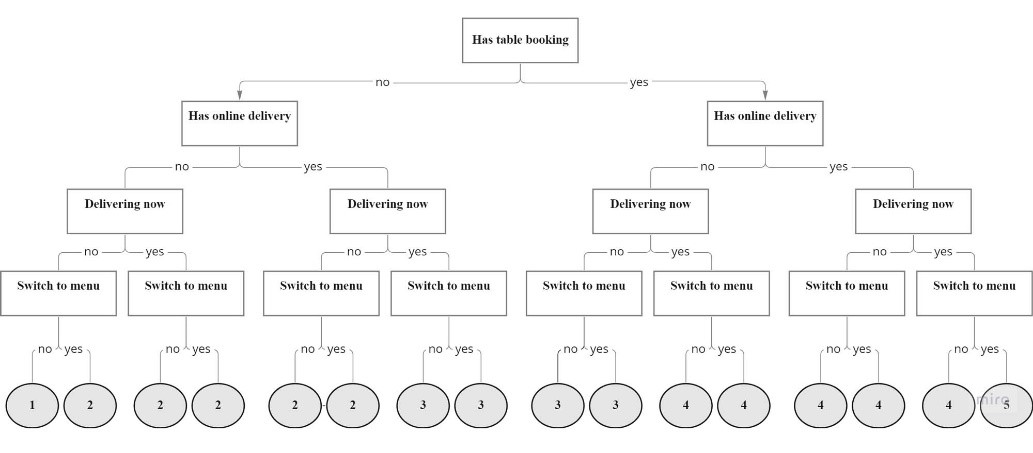 Has table booking
no yes
Has online delivery Has online delivery
no yes no yes
Delivering now Delivering now Delivering now Delivering now
no yes no yes no yes no yes
Switch to menu Switch to menu Switch to menu Switch to menu Switch to menu Switch to menu Switch to menu Switch to menu
no yes no yes no yes no yes no yes no yes no yes no yes
1 2 2 2 2 2 3 3 3 3 4 4 4 4 4 5
miro